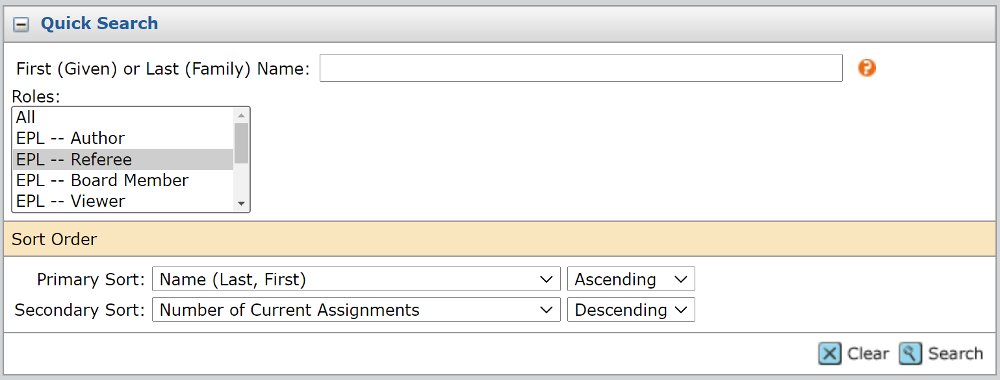 Quick Search
First (Given) or Last (Family) Name:
Roles:
All
EPL -- Author
EPL -- Referee
EPL -- Board Member
EPL -- Viewer
Sort Order
Primary Sort: Name (Last, First) Ascending
Secondary Sort: Number of Current Assignments Descending
Clear Search